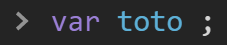 > var toto ;